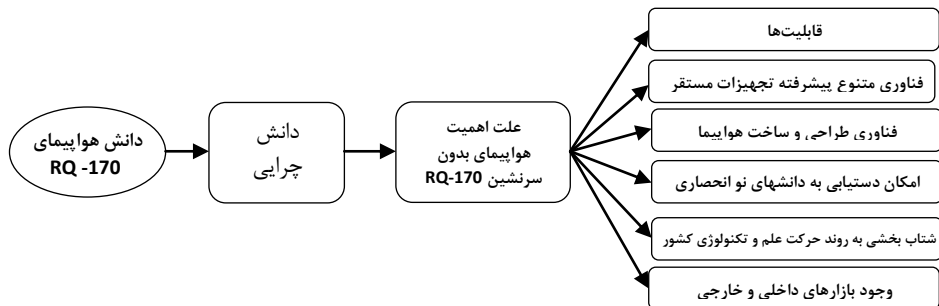 دانش هواپیمای
RQ -170
دانش
چرایی
علت اهمیت
هواپیمای بدون
سرنشین RQ-170
قابلیت‌ها
فناوری متنوع پیشرفته تجهیزات مستقر
فناوری طراحی و ساخت هواپیما
امکان دستیابی به دانشهای نو انحصاری
شتاب بخشی به روند حرکت علم و تکنولوژی کشور
وجود بازارهای داخلی و خارجی